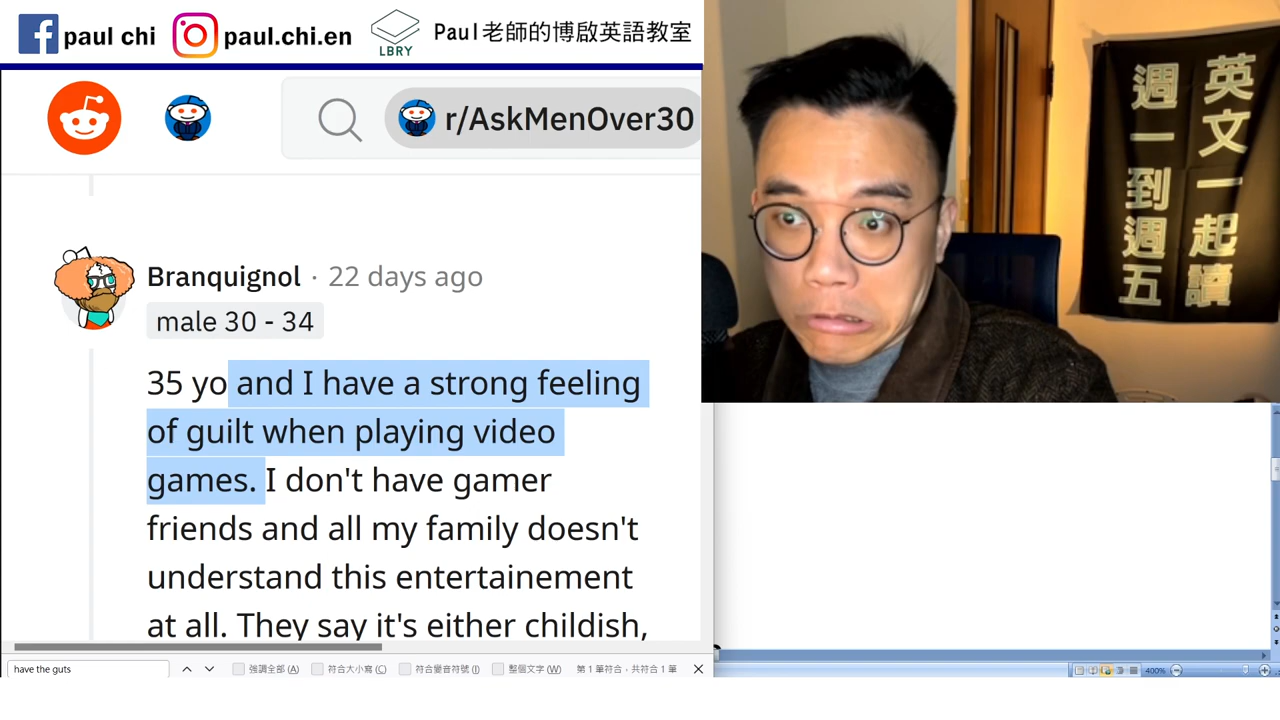 paul chi
paul.chi.en
LBRY
Paul老師的博啟英語教室
r/AskMenOver30
Branquignol · 22 days ago
male 30 - 34
35 yo and I have a strong feeling
of guilt when playing video
games. I don't have gamer
friends and all my family doesn't
understand this entertainement
at all. They say it's either childish,
have the guts
強調全部 (A)
符合大小寫 (C)
符合變音符號 (I)
整個文字 (W)
第 1 筆符合，共符合 1 筆
英文一起讀
週一到週五
400%